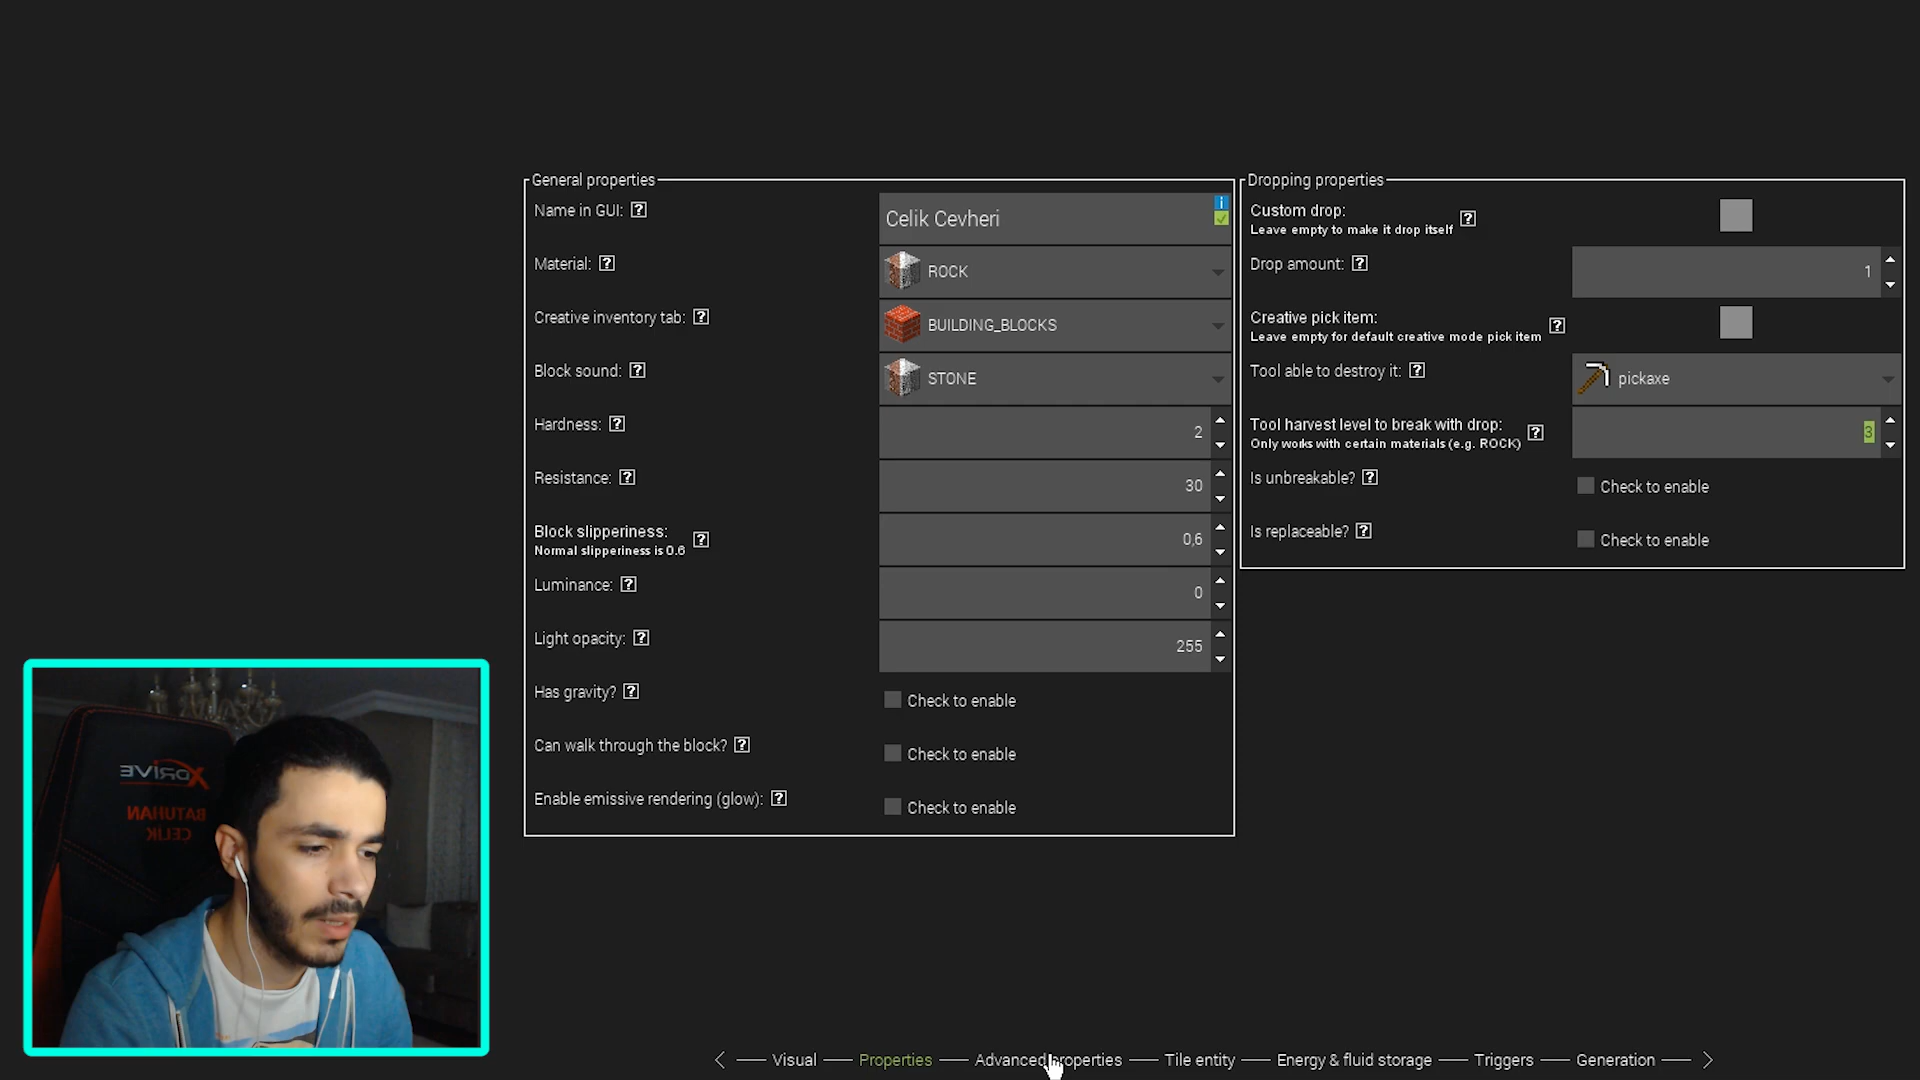 General properties
Name in GUI: ?
Celik Cevheri
Material: ?
ROCK
Creative inventory tab: ?
BUILDING_BLOCKS
Block sound: ?
STONE
Hardness: ?
2
Resistance: ?
30
Block slipperiness: ?
Normal slipperiness is 0.6
0,6
Luminance: ?
0
Light opacity: ?
255
Has gravity? ?
Check to enable
Can walk through the block? ?
Check to enable
Enable emissive rendering (glow): ?
Check to enable
Dropping properties
Custom drop: ?
Leave empty to make it drop itself
Drop amount: ?
1
Creative pick item: ?
Leave empty for default creative mode pick item
Tool able to destroy it: ?
pickaxe
Tool harvest level to break with drop: ?
Only works with certain materials (e.g. ROCK)
3
Is unbreakable? ?
Check to enable
Is replaceable? ?
Check to enable
XDRIVE
BATUHAN
CELİK
Visual Properties Advanced properties Tile entity Energy & fluid storage Triggers Generation